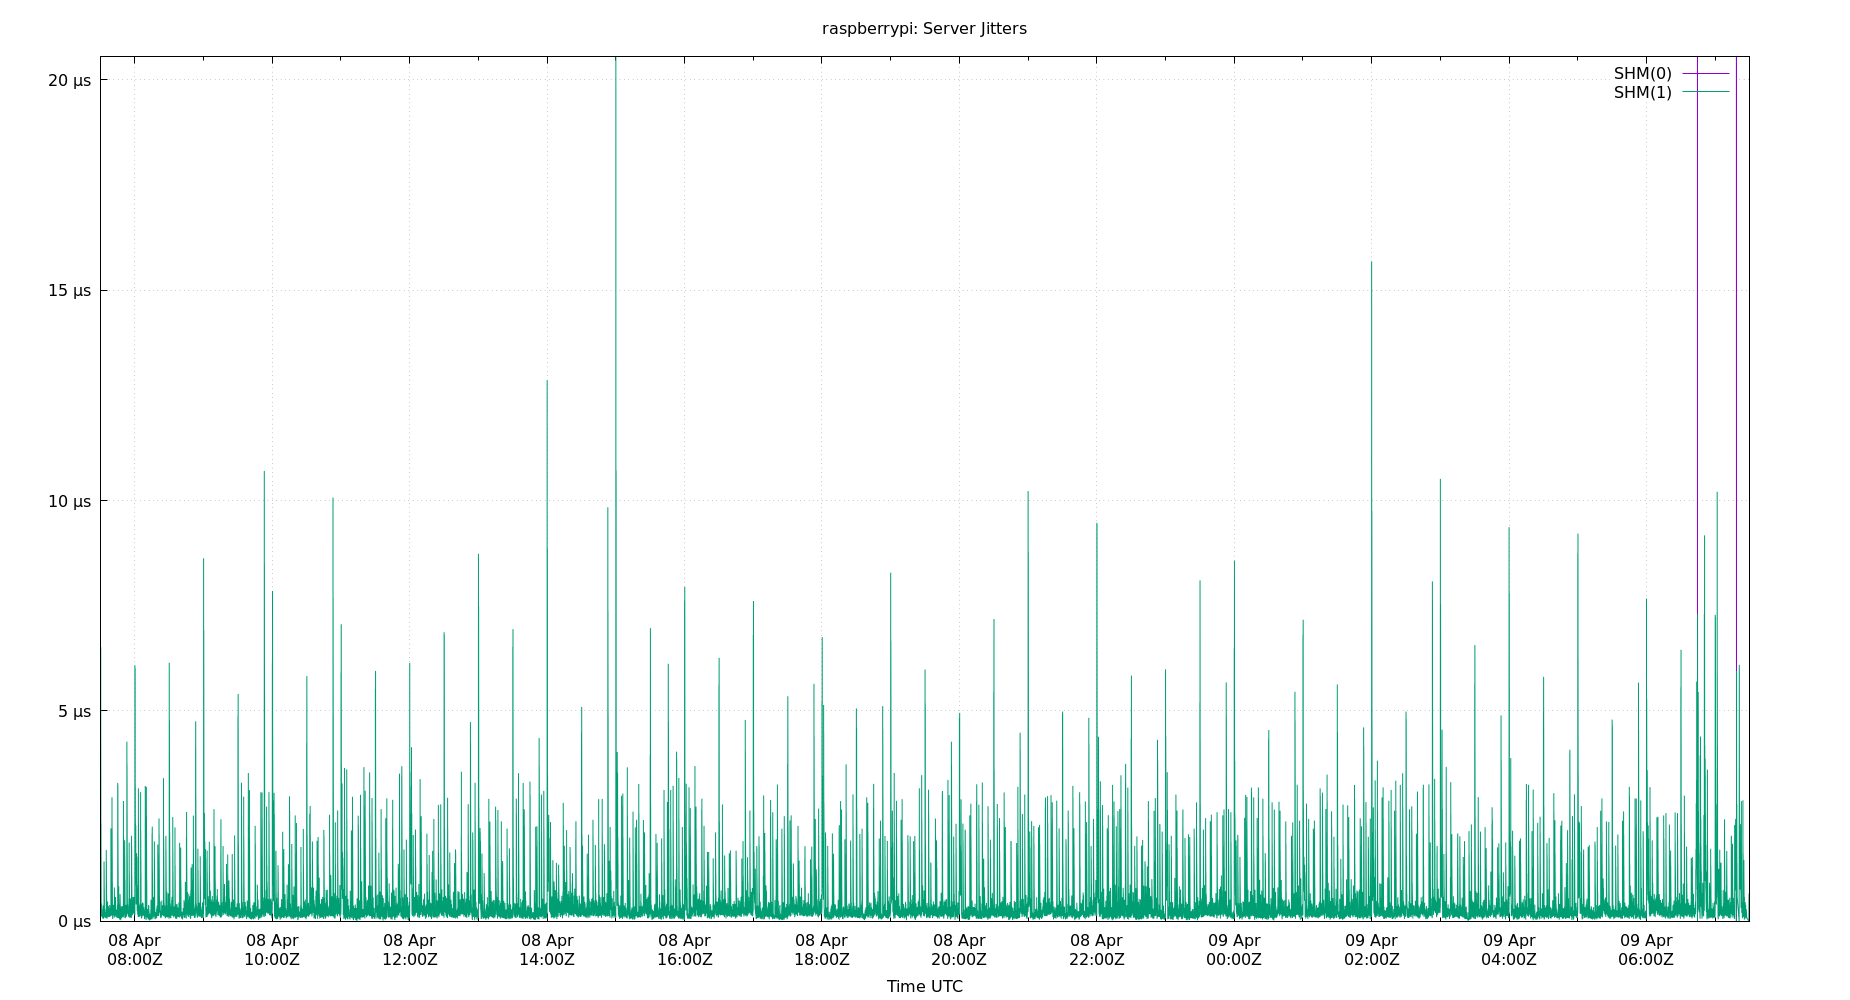 raspberrypi: Server Jitters
SHM(0)
SHM(1)
20 µs
15 µs
10 µs
5 µs
0 µs
08 Apr 08 Apr 08 Apr 08 Apr 08 Apr 08 Apr 08 Apr 08 Apr 09 Apr 09 Apr 09 Apr 09 Apr
08:00Z 10:00Z 12:00Z 14:00Z 16:00Z 18:00Z 20:00Z 22:00Z 00:00Z 02:00Z 04:00Z 06:00Z
Time UTC